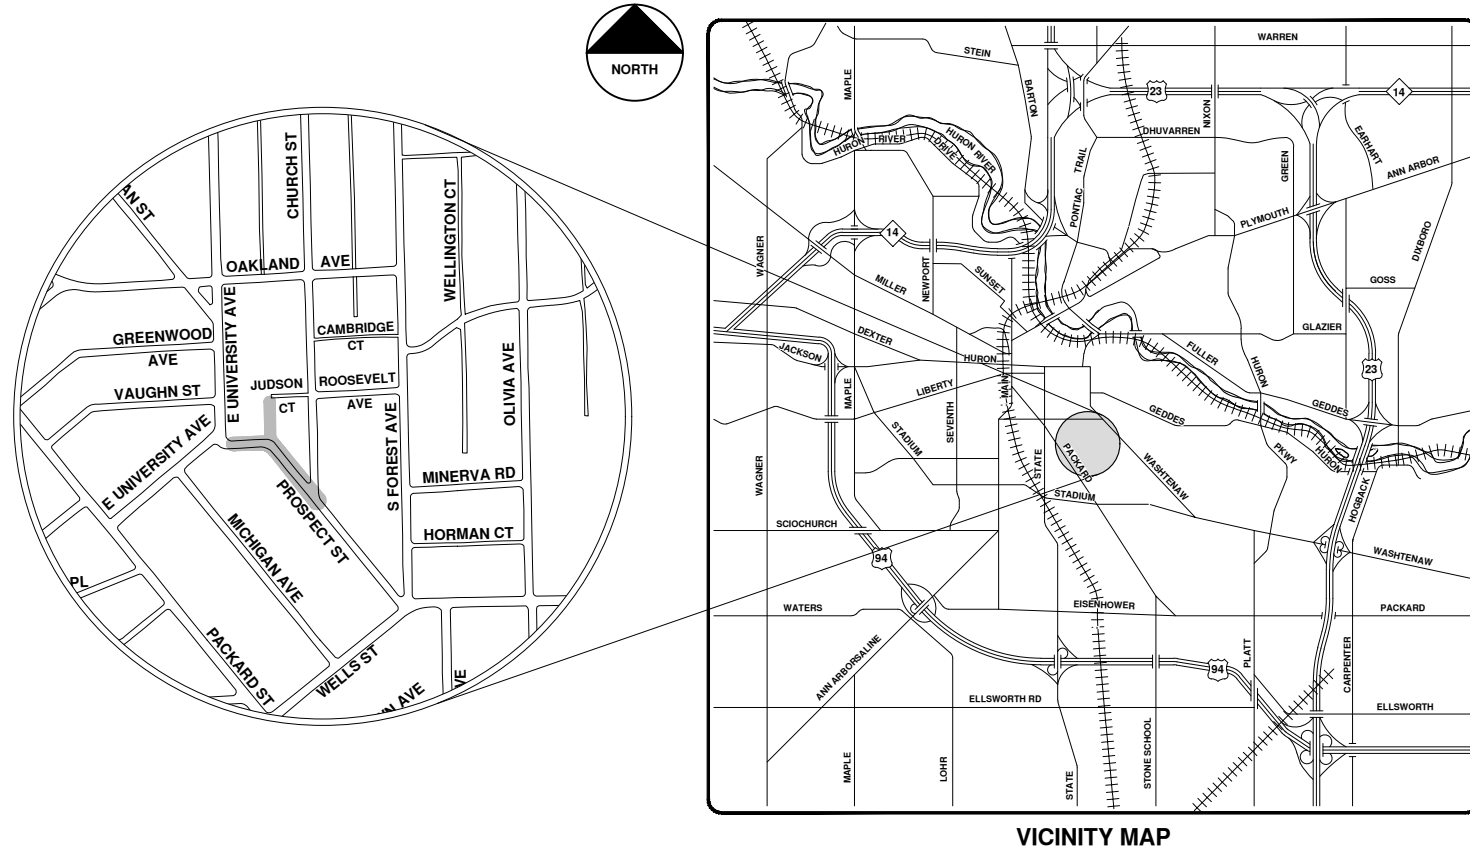 NORTH
AN ST
CHURCH ST
WELLINGTON CT
OAKLAND AVE
E UNIVERSITY AVE
GREENWOOD
AVE
CAMBRIDGE
CT
VAUGHN ST
JUDSON
CT
ROOSEVELT
AVE
OLIVIA AVE
S FOREST AVE
E UNIVERSITY AVE
MINERVA RD
PROSPECT ST
HORMAN CT
MICHIGAN AVE
PL
PACKARD ST
WELLS ST
N AVE
VE
WARREN
STEIN
MAPLE
BARTON
23
14
NIXON
DHUVARREN
EARHART
ANN ARBOR
HURON RIVER DRIVE
HURON RIVER
PONTIAC TRAIL
GREEN
PLYMOUTH
DIXBORO
14
WAGNER
MILLER
NEWPORT
SUNSET
GOSS
DEXTER
GLAZIER
JACKSON
HURON
FULLER
HURON
PKWY
23
MAPLE
LIBERTY
MAIN
SEVENTH
GEDDES
GEDDES
STADIUM
STATE
PACKARD
WASHTENAW
HURON
WAGNER
STADIUM
HOGBACK
SCIOCHURCH
94
WASHTENAW
WATERS
EISENHOWER
PACKARD
ANN ARBORSALINE
PLATT
CARPENTER
94
ELLSWORTH RD
ELLSWORTH
MAPLE
LOHR
STATE
STONE SCHOOL
VICINITY MAP